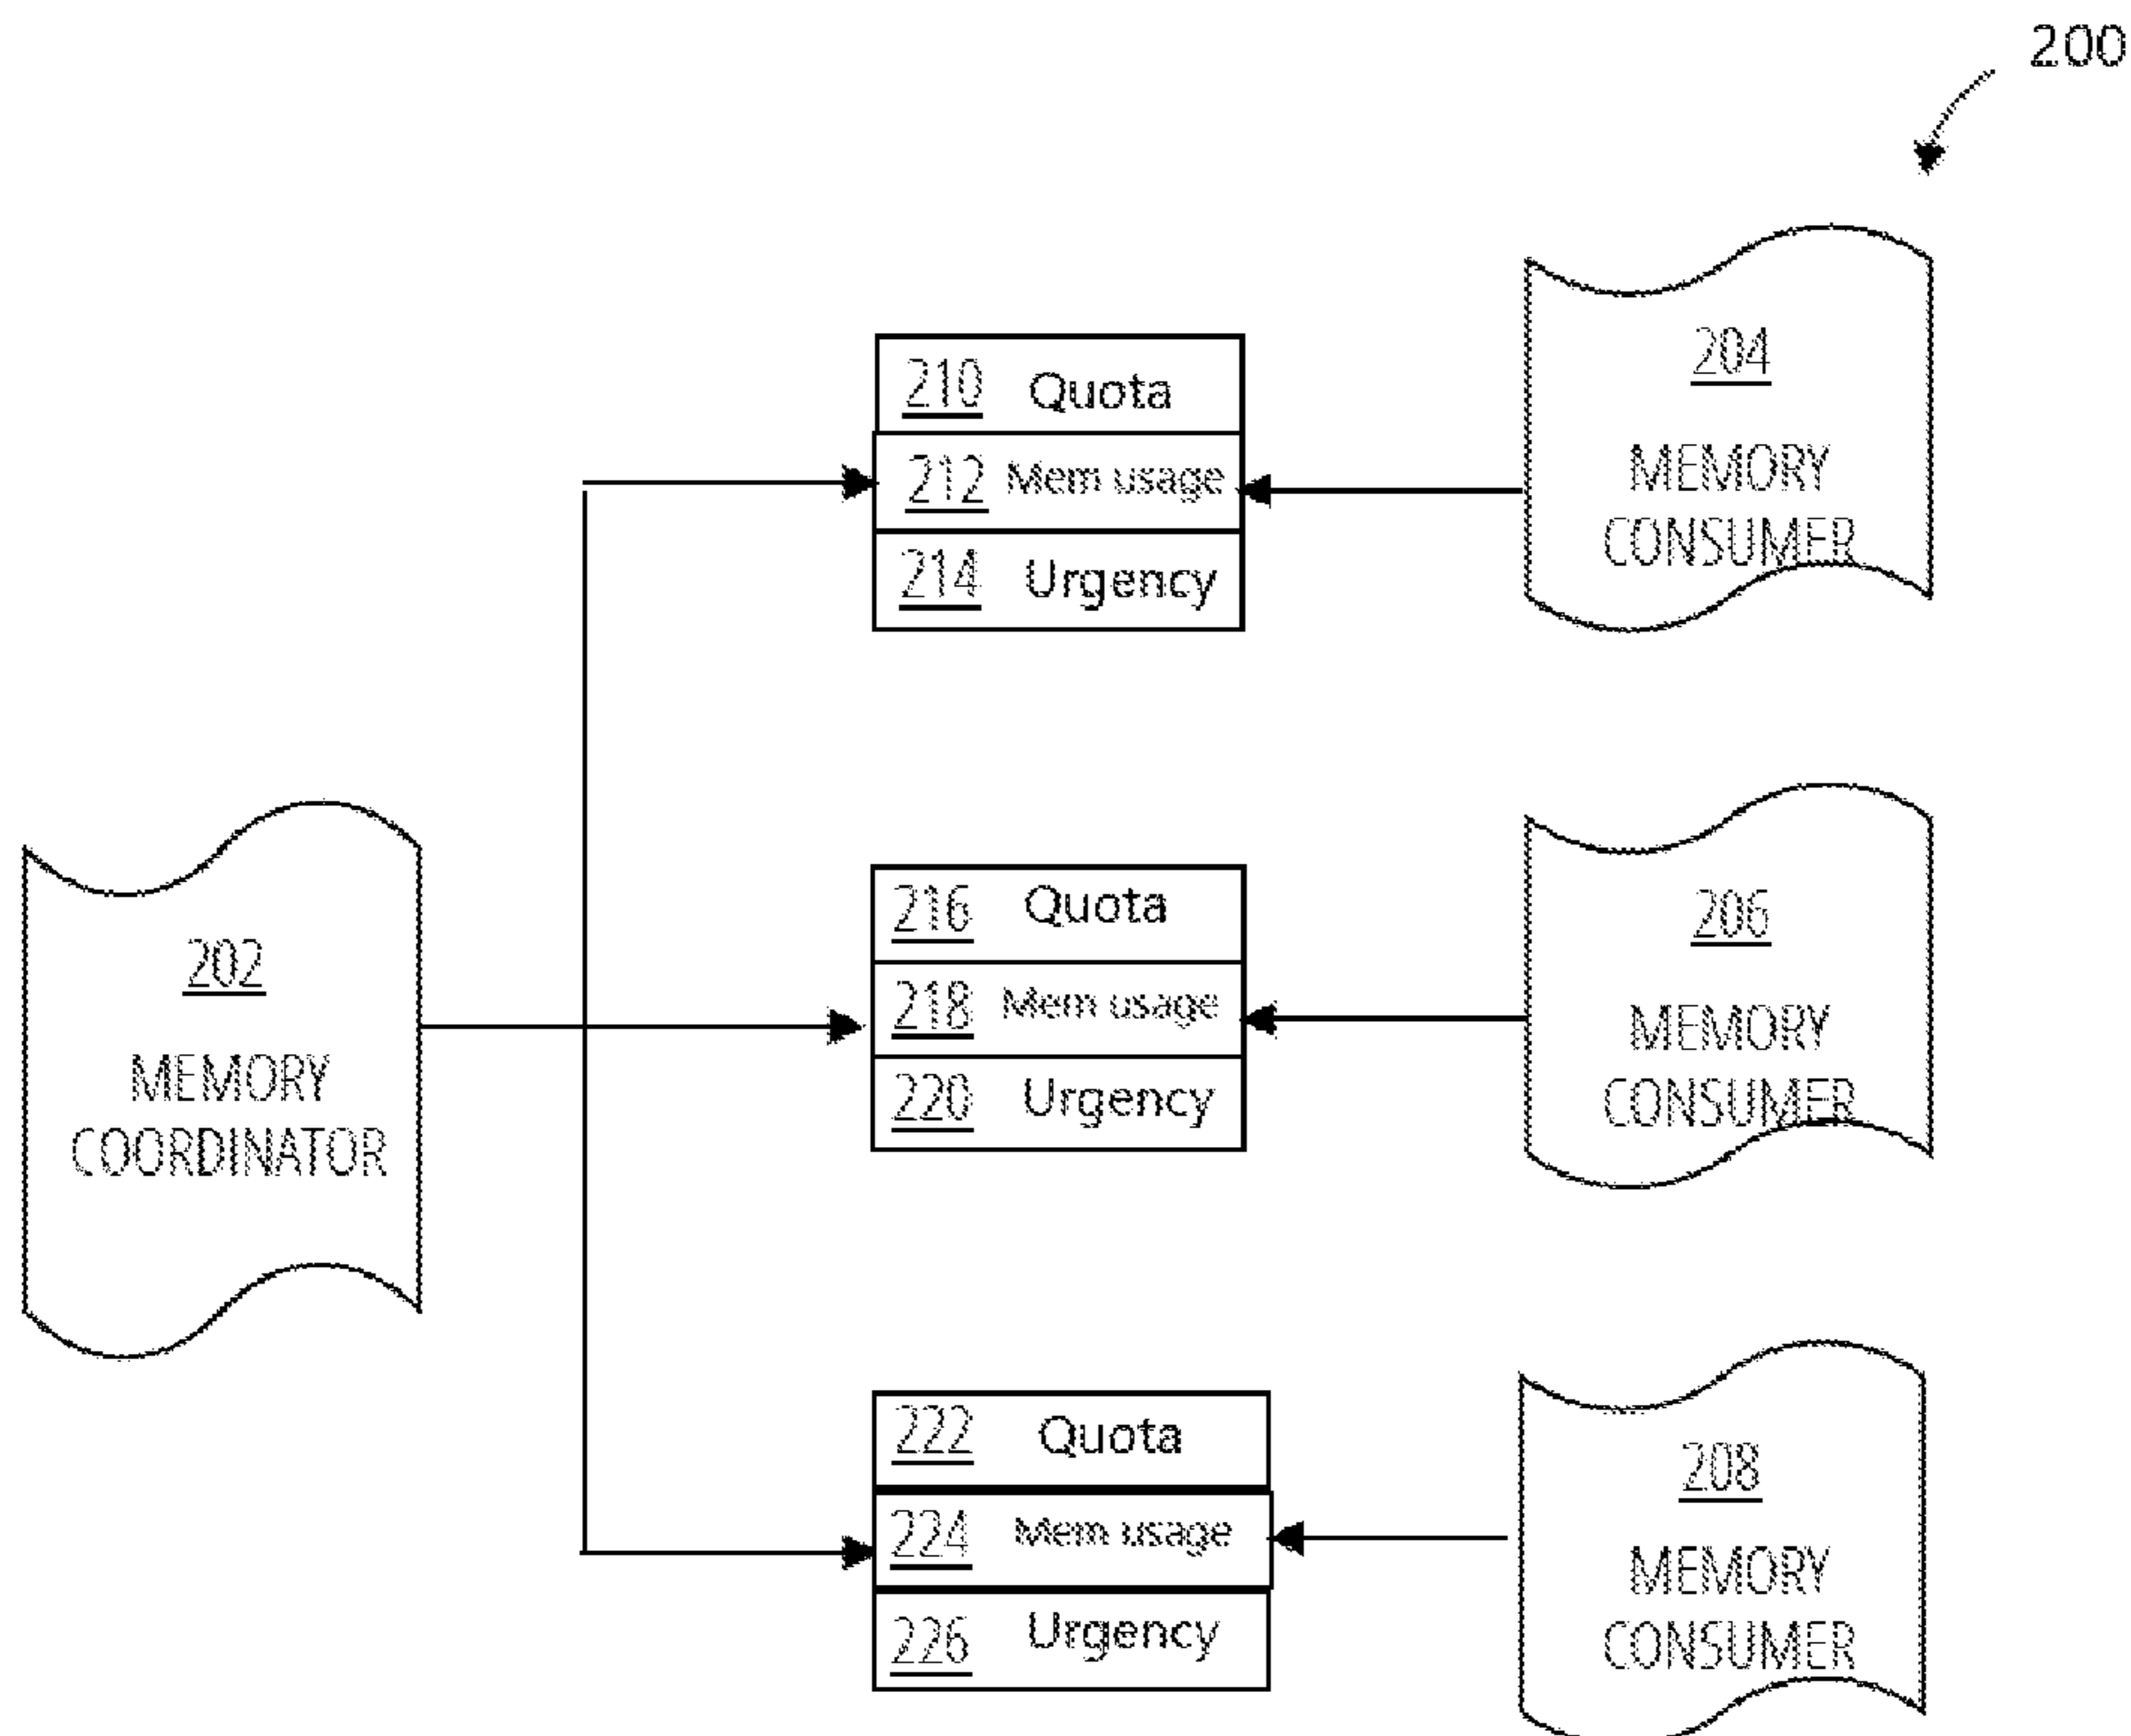 200
204
MEMORY
CONSUMER
210 Quota
212 Mem usage
214 Urgency
202
MEMORY
COORDINATOR
216 Quota
218 Mem usage
220 Urgency
206
MEMORY
CONSUMER
222 Quota
224 Mem usage
226 Urgency
208
MEMORY
CONSUMER